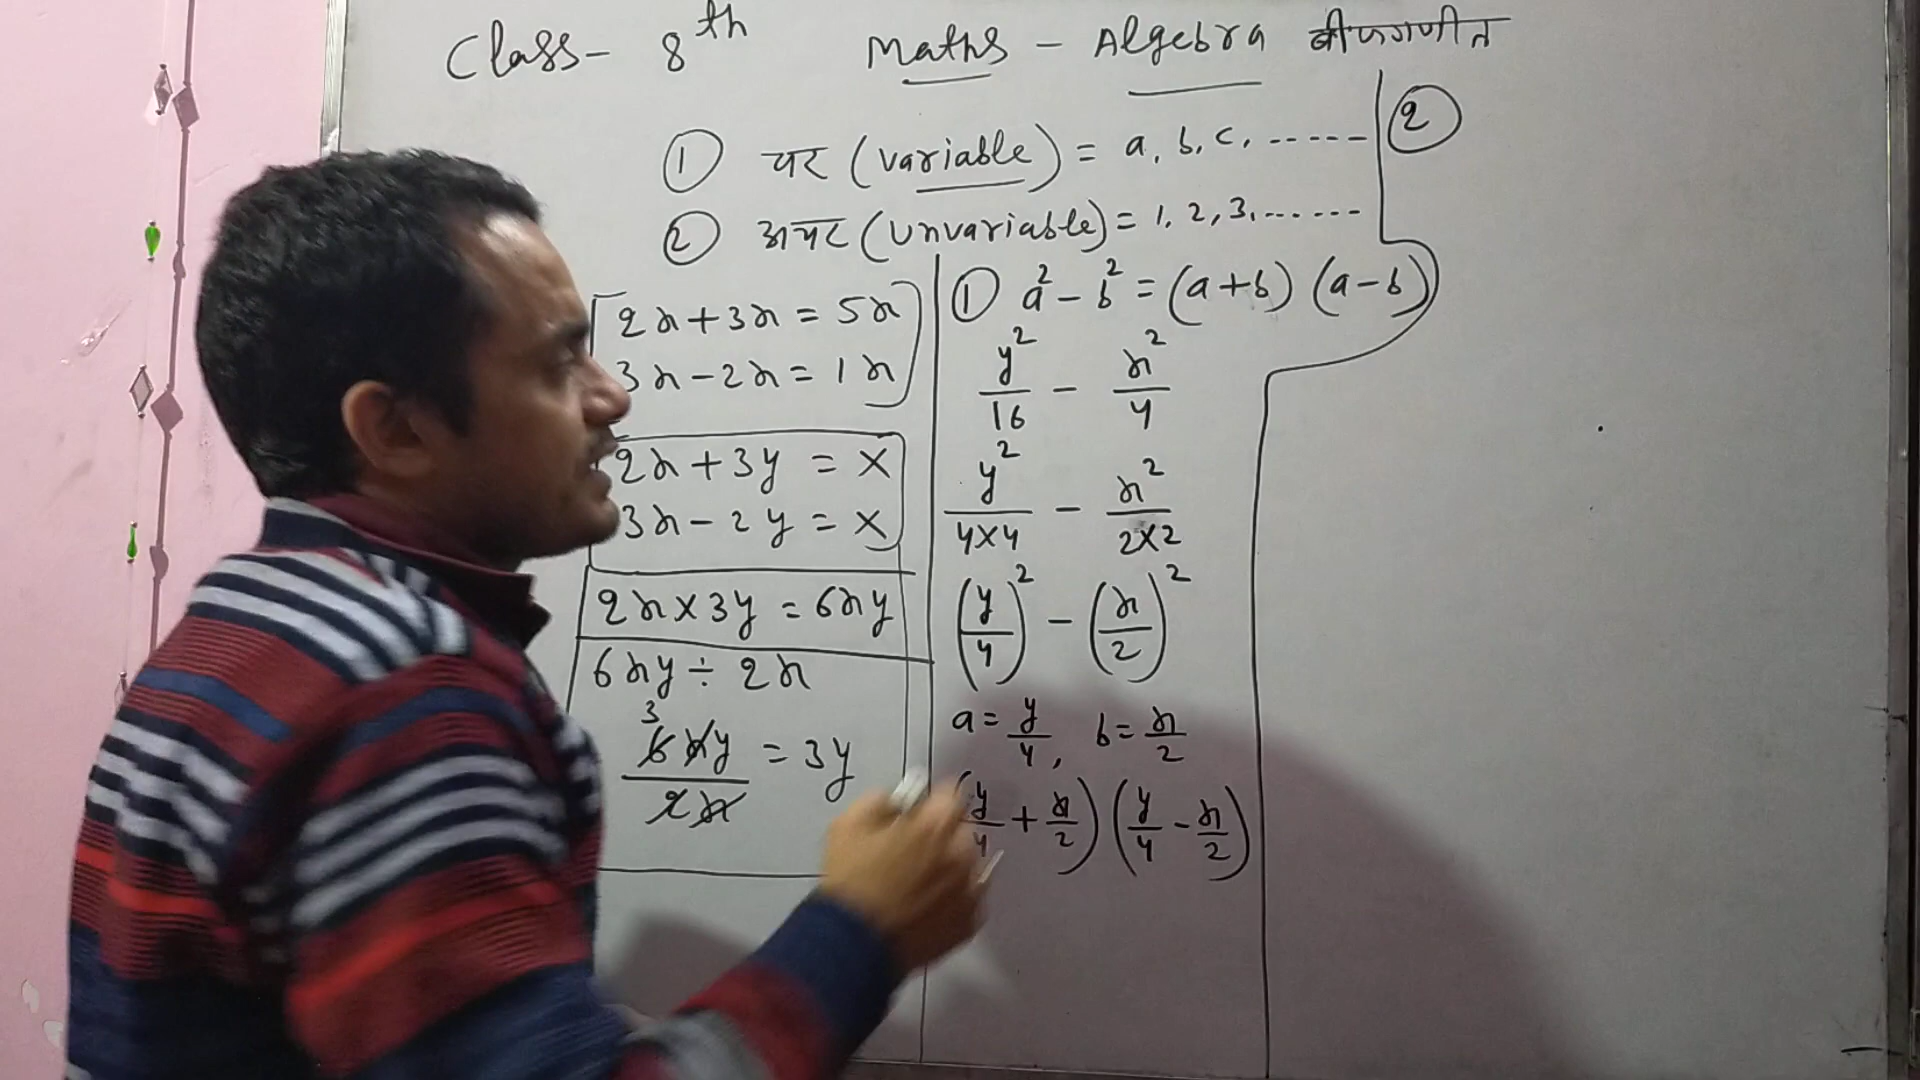 Class- 8th Maths - Algebra बीजगणीत
① चर (variable) = a, b, c, ------
② अचर (unvariable) = 1, 2, 3, ------
2x+3x = 5x
3x-2x = 1x
2x+3y = ×
3x-2y = ×
2x×3y = 6xy
6xy ÷ 2x
3
6xy/2x = 3y
① a² - b² = (a+b) (a-b)
y²/16 - x²/4
y²/4×4 - x²/2×2
(y/4)² - (x/2)²
a = y/4, b = x/2
(y/4 + x/2) (y/4 - x/2)
②